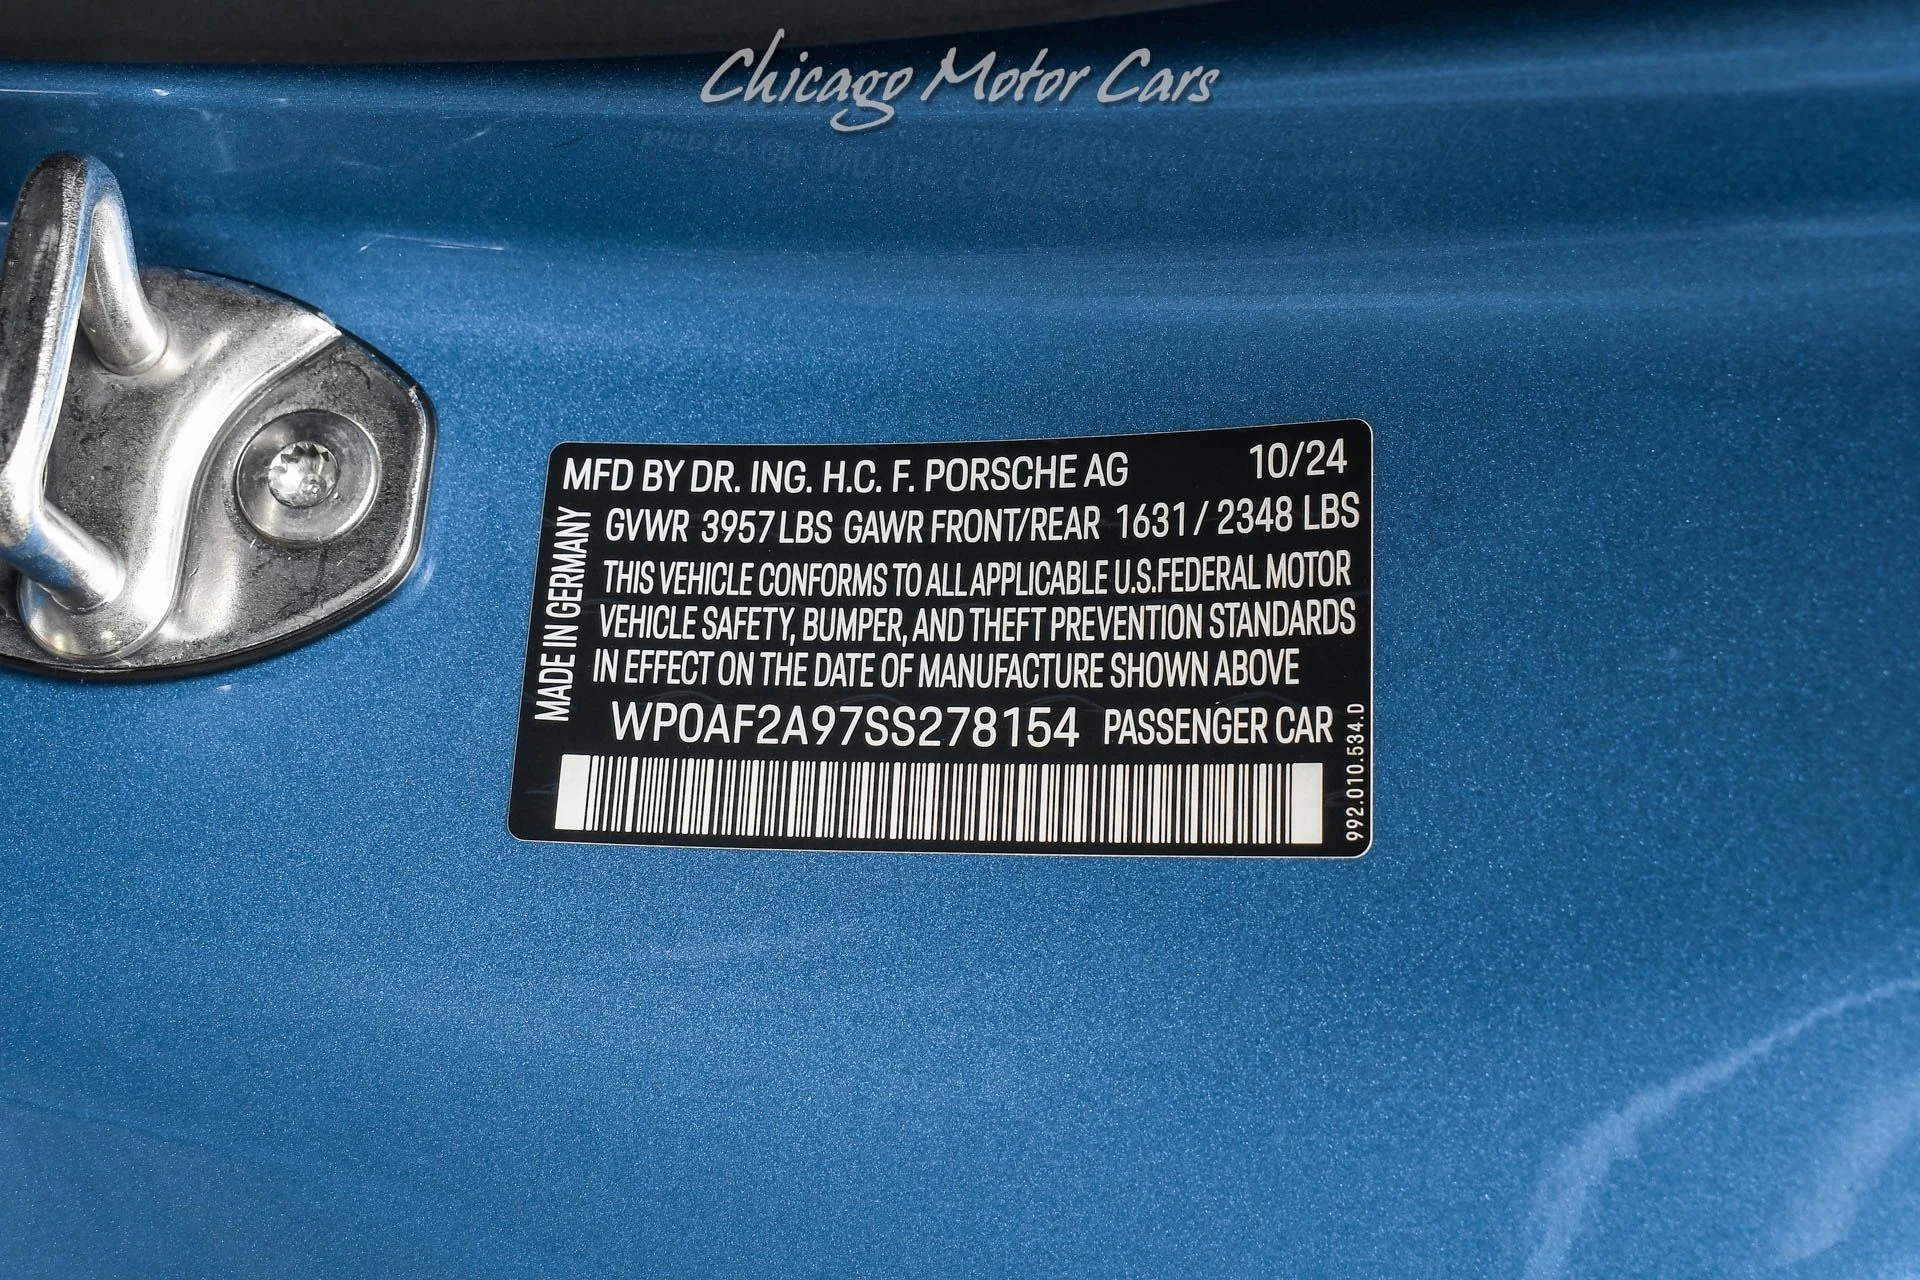 Chicago Motor Cars
MFD BY DR. ING. H.C. F. PORSCHE AG 10/24
GVWR 3957 LBS GAWR FRONT/REAR 1631 / 2348 LBS
THIS VEHICLE CONFORMS TO ALL APPLICABLE U.S.FEDERAL MOTOR
VEHICLE SAFETY, BUMPER, AND THEFT PREVENTION STANDARDS
IN EFFECT ON THE DATE OF MANUFACTURE SHOWN ABOVE
WP0AF2A97SS278154 PASSENGER CAR
MADE IN GERMANY
992.010.534.D